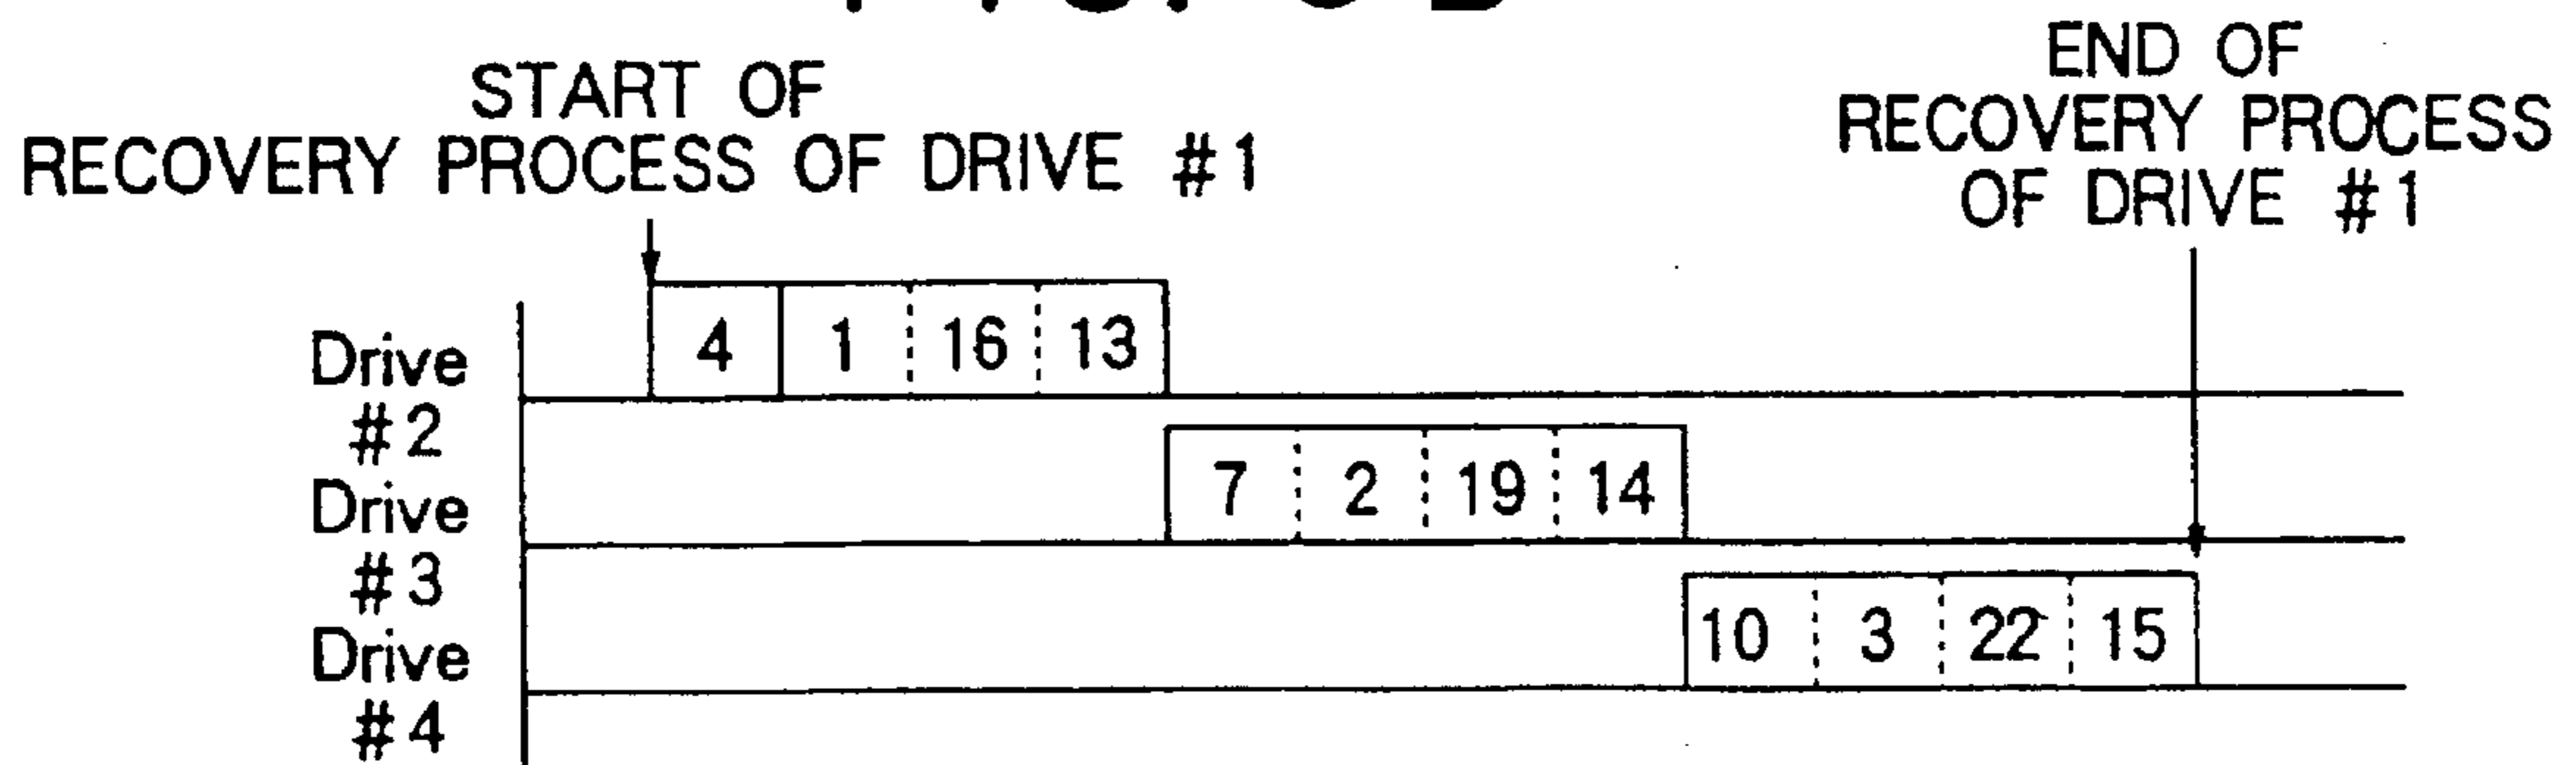 START OF
RECOVERY PROCESS OF DRIVE #1
END OF
RECOVERY PROCESS
OF DRIVE #1
Drive
#2
4 1 16 13
Drive
#3
7 2 19 14
Drive
#4
10 3 22 15